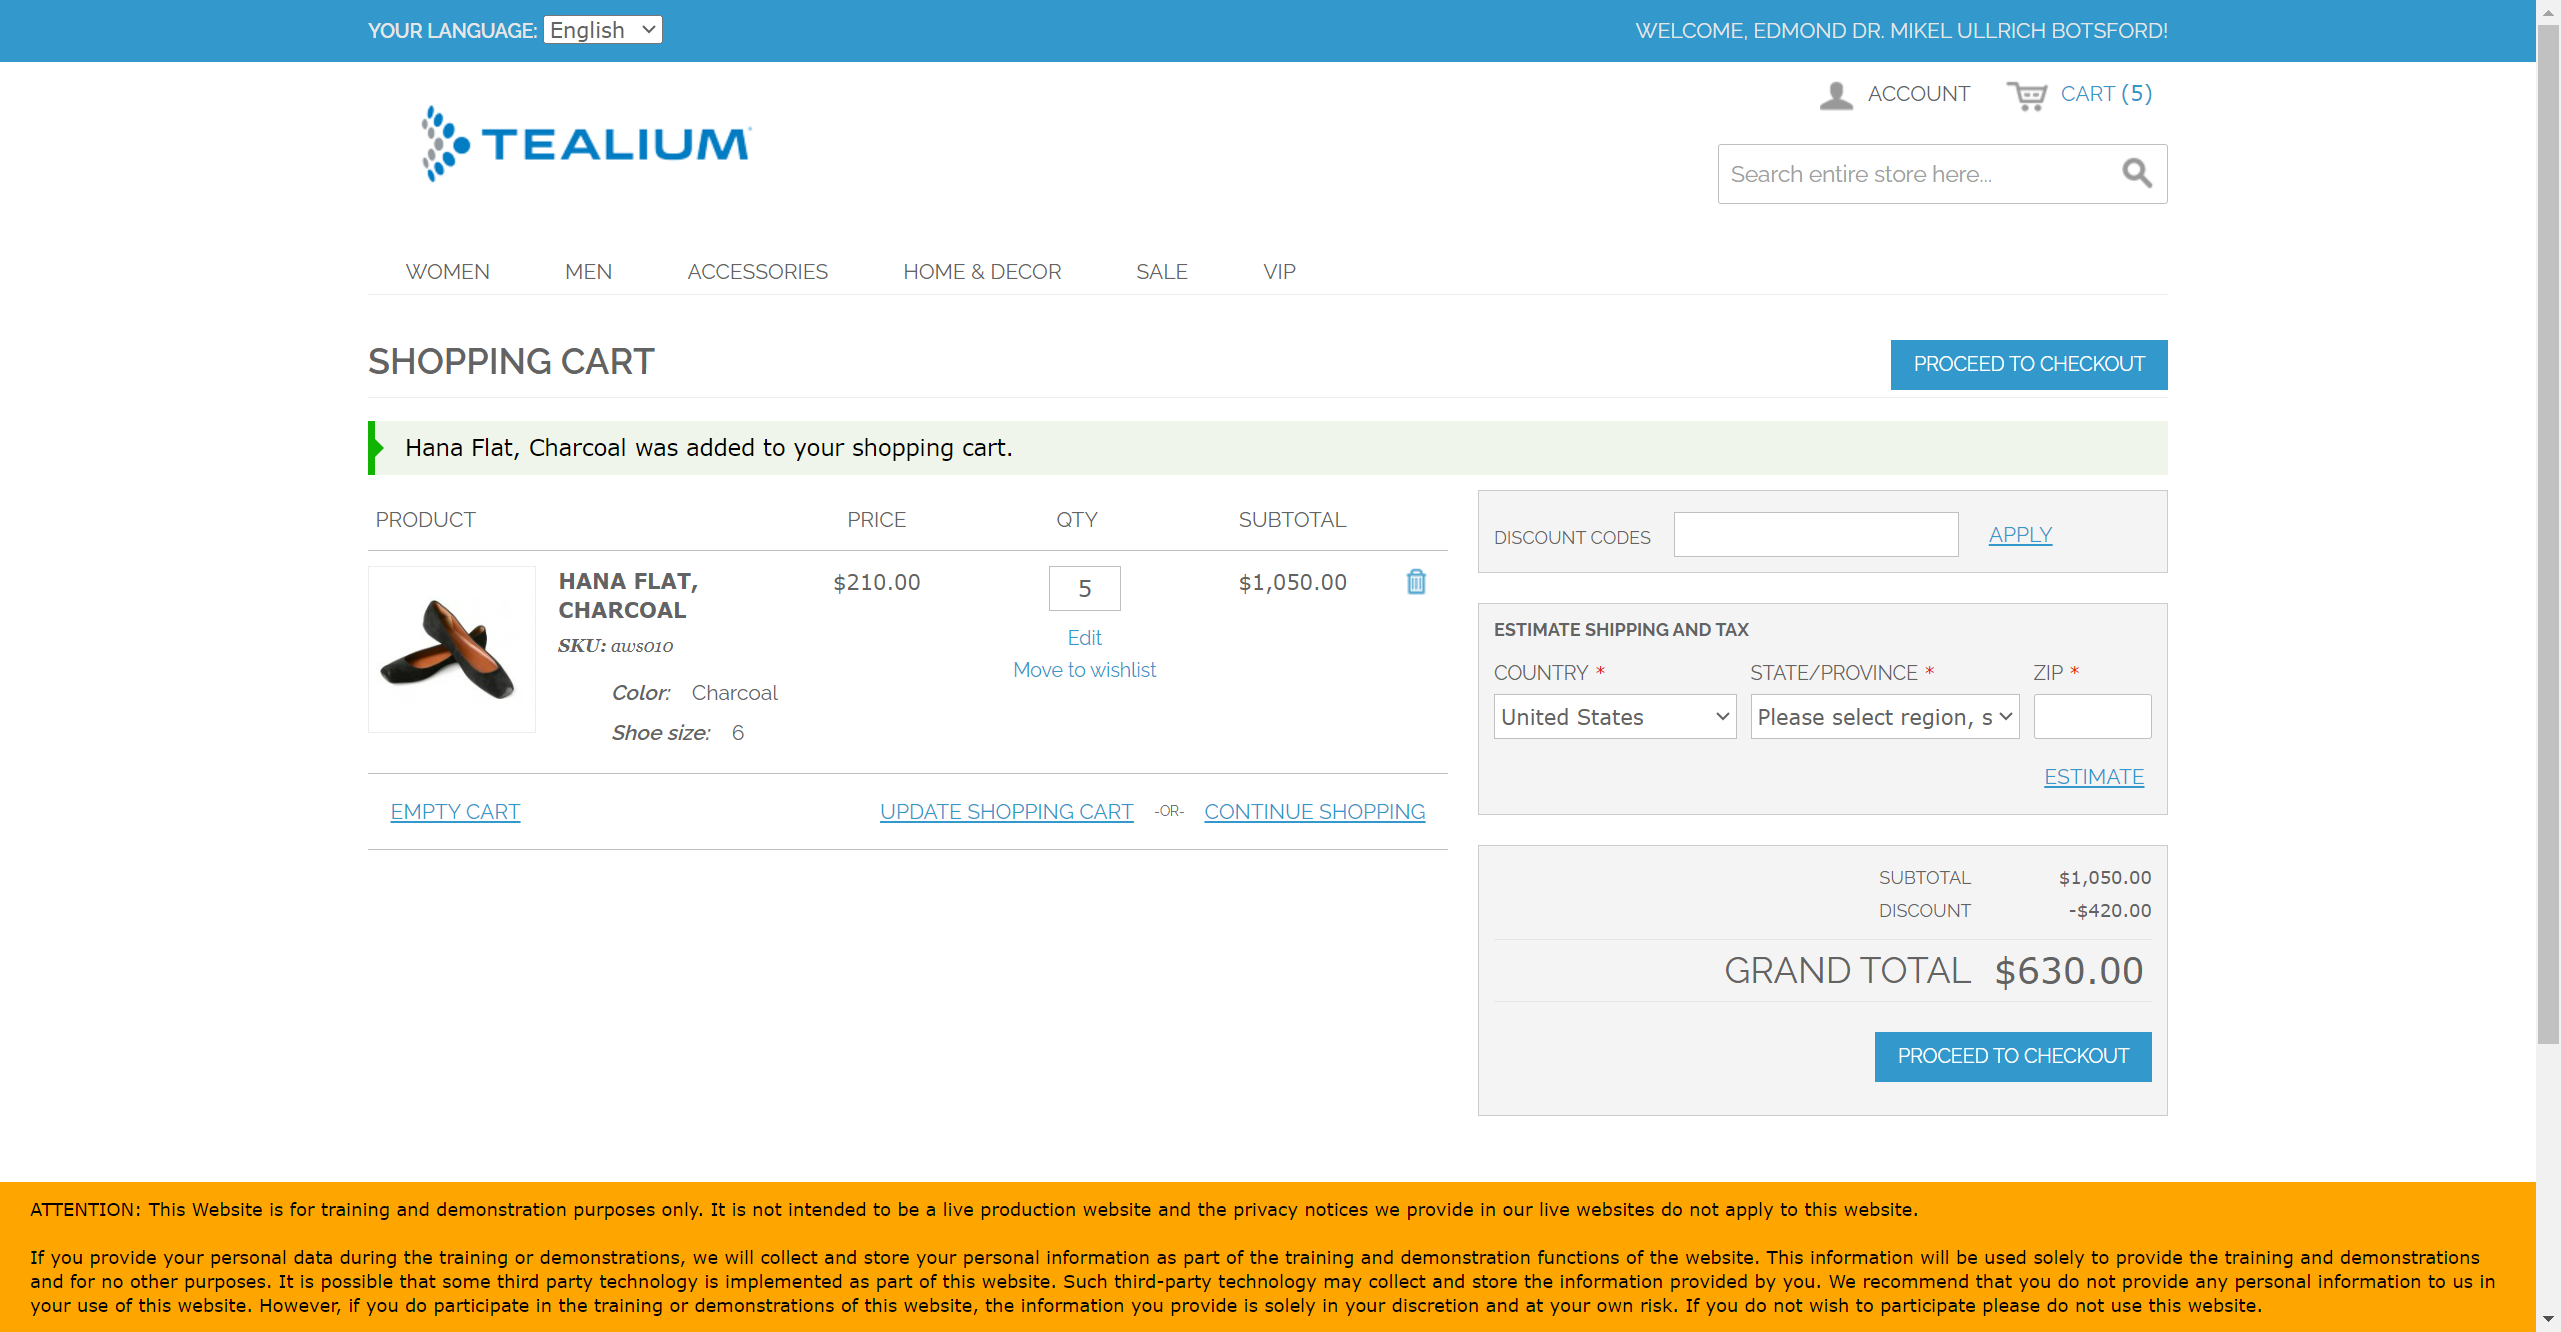 YOUR LANGUAGE: English
WELCOME, EDMOND DR. MIKEL ULLRICH BOTSFORD!
ACCOUNT CART (5)
TEALIUM
Search entire store here...
WOMEN MEN ACCESSORIES HOME & DECOR SALE VIP
SHOPPING CART
PROCEED TO CHECKOUT
Hana Flat, Charcoal was added to your shopping cart.
PRODUCT PRICE QTY SUBTOTAL
HANA FLAT, $210.00 5 $1,050.00
CHARCOAL
SKU: aws010
Edit
Move to wishlist
Color: Charcoal
Shoe size: 6
EMPTY CART UPDATE SHOPPING CART -OR- CONTINUE SHOPPING
DISCOUNT CODES APPLY
ESTIMATE SHIPPING AND TAX
COUNTRY * STATE/PROVINCE * ZIP *
United States Please select region, s
ESTIMATE
SUBTOTAL $1,050.00
DISCOUNT -$420.00
GRAND TOTAL $630.00
PROCEED TO CHECKOUT
ATTENTION: This Website is for training and demonstration purposes only. It is not intended to be a live production website and the privacy notices we provide in our live websites do not apply to this website.
If you provide your personal data during the training or demonstrations, we will collect and store your personal information as part of the training and demonstration functions of the website. This information will be used solely to provide the training and demonstrations
and for no other purposes. It is possible that some third party technology is implemented as part of this website. Such third-party technology may collect and store the information provided by you. We recommend that you do not provide any personal information to us in
your use of this website. However, if you do participate in the training or demonstrations of this website, the information you provide is solely in your discretion and at your own risk. If you do not wish to participate please do not use this website.